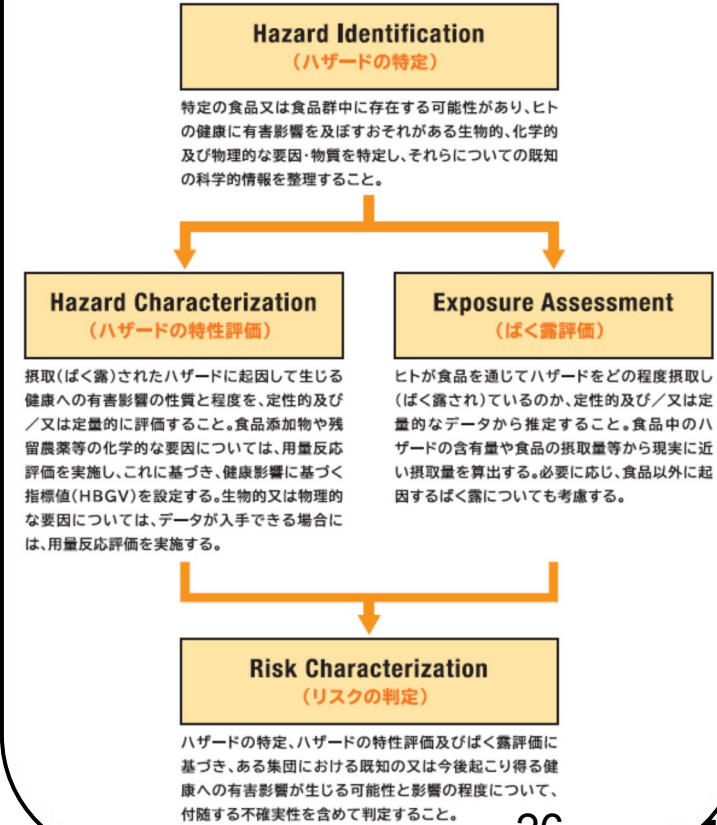 Hazard Identification
(ハザードの特定)
特定の食品又は食品群中に存在する可能性があり、ヒト
の健康に有害影響を及ぼすおそれがある生物的、化学的
及び物理的な要因・物質を特定し、それらについての既知
の科学的情報を整理すること。
Hazard Characterization
(ハザードの特性評価)
摂取(ばく露)されたハザードに起因して生じる
健康への有害影響の性質と程度を、定性的及び
/又は定量的に評価すること。食品添加物や残
留農薬等の化学的な要因については、用量反応
評価を実施し、これに基づき、健康影響に基づく
指標値(HBGV)を設定する。生物的又は物理的
な要因については、データが入手できる場合に
は、用量反応評価を実施する。
Exposure Assessment
(ばく露評価)
ヒトが食品を通じてハザードをどの程度摂取し
(ばく露され)ているのか、定性的及び/又は定
量的なデータから推定すること。食品中のハ
ザードの含有量や食品の摂取量等から現実に近
い摂取量を算出する。必要に応じ、食品以外に起
因するばく露についても考慮する。
Risk Characterization
(リスクの判定)
ハザードの特定、ハザードの特性評価及びばく露評価に
基づき、ある集団における既知の又は今後起こり得る健
康への有害影響が生じる可能性と影響の程度について、
付随する不確実性を含めて判定すること。